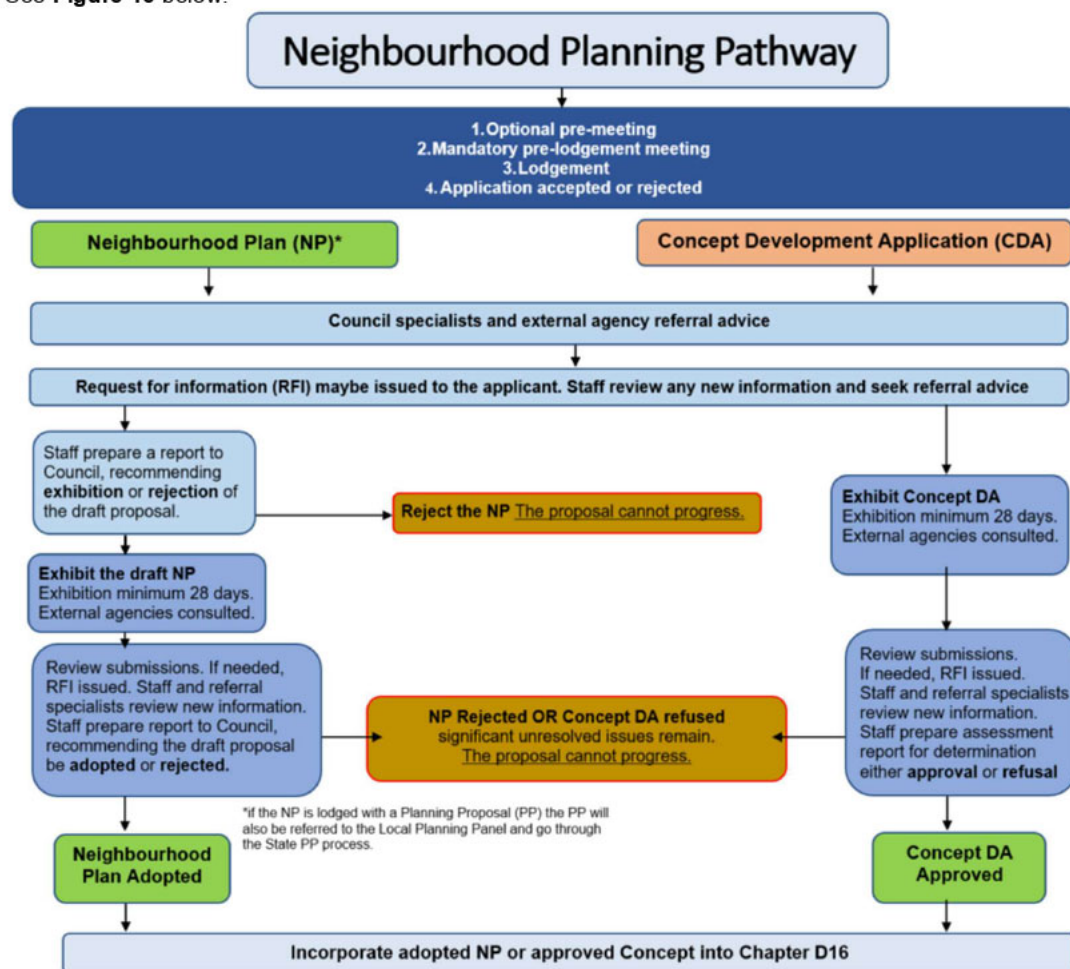 Neighbourhood Planning Pathway
1.Optional pre-meeting
2.Mandatory pre-lodgement meeting
3.Lodgement
4.Application accepted or rejected
Neighbourhood Plan (NP)*
Concept Development Application (CDA)
Council specialists and external agency referral advice
Request for information (RFI) maybe issued to the applicant. Staff review any new information and seek referral advice
Staff prepare a report to
Council, recommending
exhibition or rejection of
the draft proposal.
Reject the NP The proposal cannot progress.
Exhibit Concept DA
Exhibition minimum 28 days.
External agencies consulted.
Exhibit the draft NP
Exhibition minimum 28 days.
External agencies consulted.
Review submissions. If needed,
RFI issued. Staff and referral
specialists review new information.
Staff prepare report to Council,
recommending the draft proposal
be adopted or rejected.
NP Rejected OR Concept DA refused
significant unresolved issues remain.
The proposal cannot progress.
Review submissions.
If needed, RFI issued.
Staff and referral specialists
review new information.
Staff prepare assessment
report for determination
either approval or refusal
*if the NP is lodged with a Planning Proposal (PP) the PP will
also be referred to the Local Planning Panel and go through
the State PP process.
Neighbourhood
Plan Adopted
Concept DA
Approved
Incorporate adopted NP or approved Concept into Chapter D16